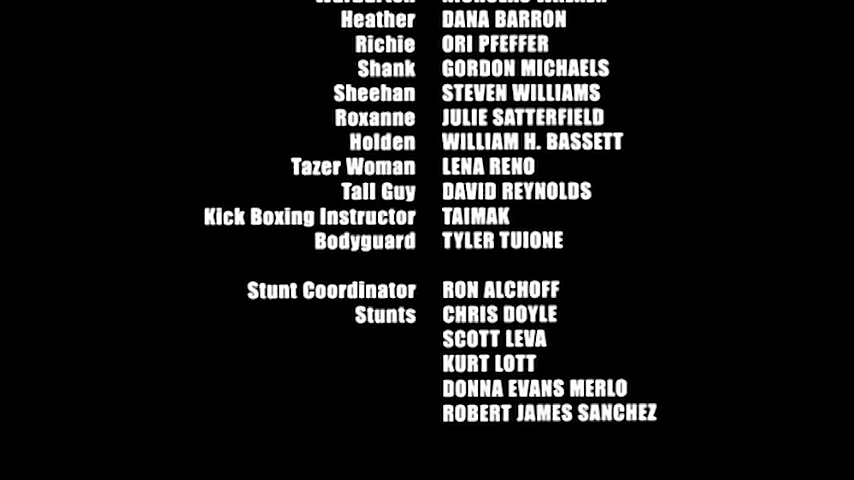 Heather DANA BARRON
Richie ORI PFEFFER
Shank GORDON MICHAELS
Sheehan STEVEN WILLIAMS
Roxanne JULIE SATTERFIELD
Holden WILLIAM H. BASSETT
Tazer Woman LENA RENO
Tall Guy DAVID REYNOLDS
Kick Boxing Instructor TAIMAK
Bodyguard TYLER TUIONE
Stunt Coordinator RON ALCHOFF
Stunts CHRIS DOYLE
SCOTT LEVA
KURT LOTT
DONNA EVANS MERLO
ROBERT JAMES SANCHEZ